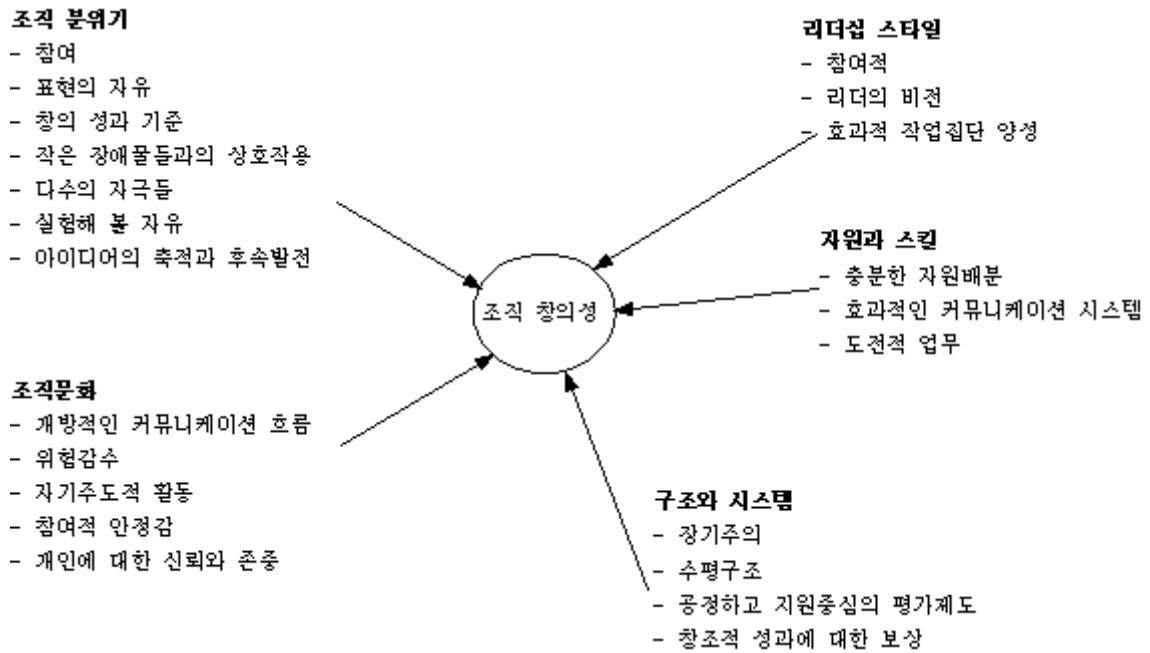 조직 분위기
- 참여
- 표현의 자유
- 창의 성과 기준
- 작은 장애물들과의 상호작용
- 다수의 자극들
- 실험해 볼 자유
- 아이디어의 축적과 후속발전
리더십 스타일
- 참여적
- 리더의 비전
- 효과적 작업집단 양성
자원과 스킬
- 충분한 자원배분
- 효과적인 커뮤니케이션 시스템
- 도전적 업무
조직 창의성
조직문화
- 개방적인 커뮤니케이션 흐름
- 위험감수
- 자기주도적 활동
- 참여적 안정감
- 개인에 대한 신뢰와 존중
구조와 시스템
- 장기주의
- 수평구조
- 공정하고 지원중심의 평가제도
- 창조적 성과에 대한 보상